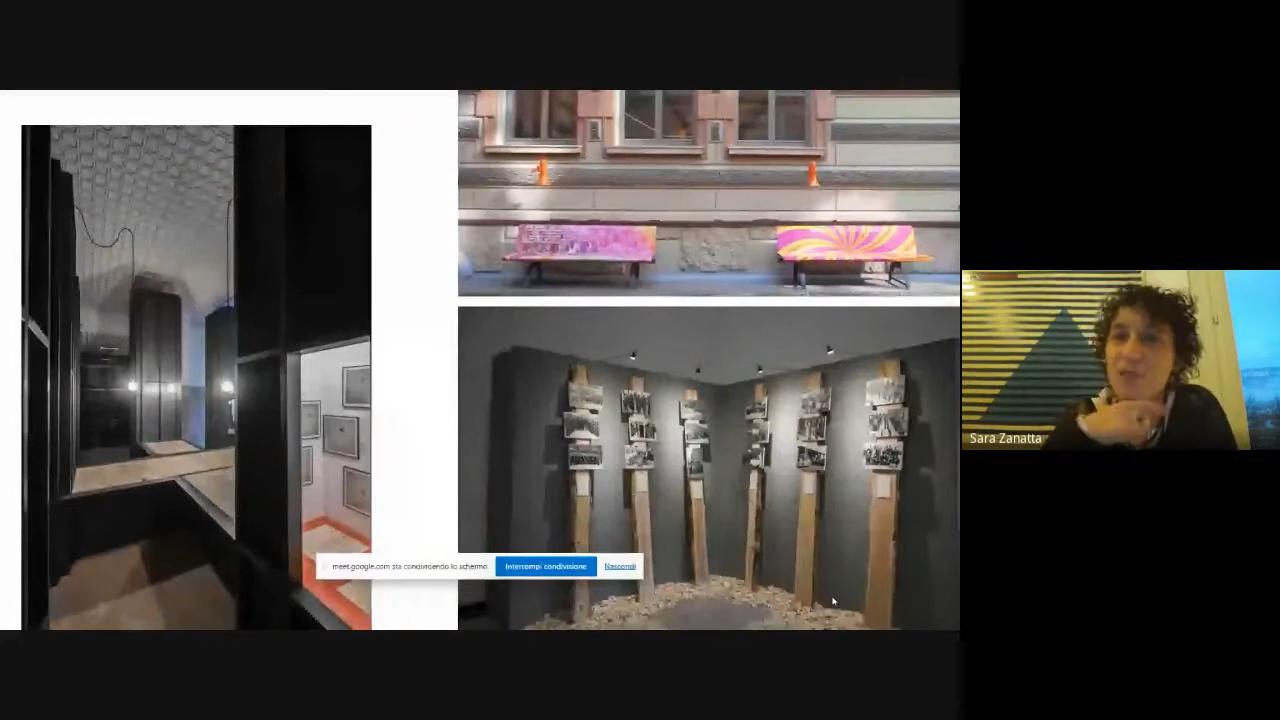 meet.google.com sta condividendo lo schermo.
Interrompi condivisione
Nascondi
Sara Zanatta